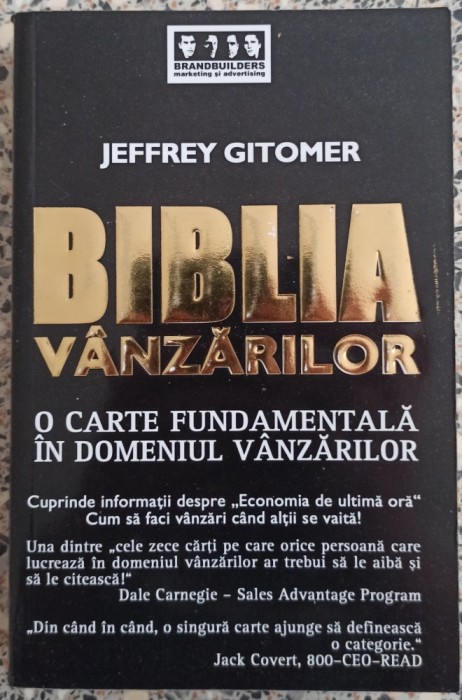 BRANDBUILDERS
marketing și advertising
JEFFREY GITOMER
BIBLIA
VÂNZĂRILOR
O CARTE FUNDAMENTALĂ
ÎN DOMENIUL VÂNZĂRILOR
Cuprinde informații despre „Economia de ultimă oră“
Cum să faci vânzări când alții se vaită!
Una dintre „cele zece cărți pe care orice persoană care
lucrează în domeniul vânzărilor ar trebui să le aibă și
să le citească!“
Dale Carnegie – Sales Advantage Program
„Din când în când, o singură carte ajunge să definească
o categorie.“
Jack Covert, 800-CEO-READ